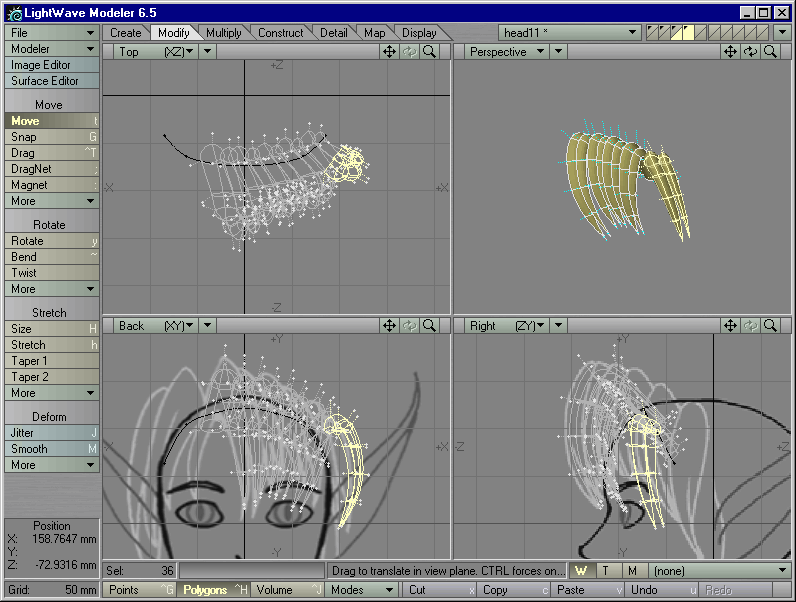 LightWave Modeler 6.5
File
Create Modify Multiply Construct Detail Map Display
head11 *
Modeler
Image Editor
Surface Editor
Top (XZ)
Perspective
Move
Move t
Snap G
Drag ^T
DragNet ;
Magnet :
More
Rotate
Rotate y
Bend ~
Twist
More
Stretch
Size H
Stretch h
Taper 1
Taper 2
More
Deform
Jitter J
Smooth M
More
+Z
-X +X
-Z
Back (XY)
Right (ZY)
+Y
+Y
-X +X
-Z +Z
-Y
-Y
Position
X: 158.7647 mm
Y:
Z: -72.9316 mm
Grid: 50 mm
Sel: 36
Drag to translate in view plane. CTRL forces on...
W T M (none)
Points ^G Polygons ^H Volume ^J Modes Cut x Copy c Paste v Undo u Redo